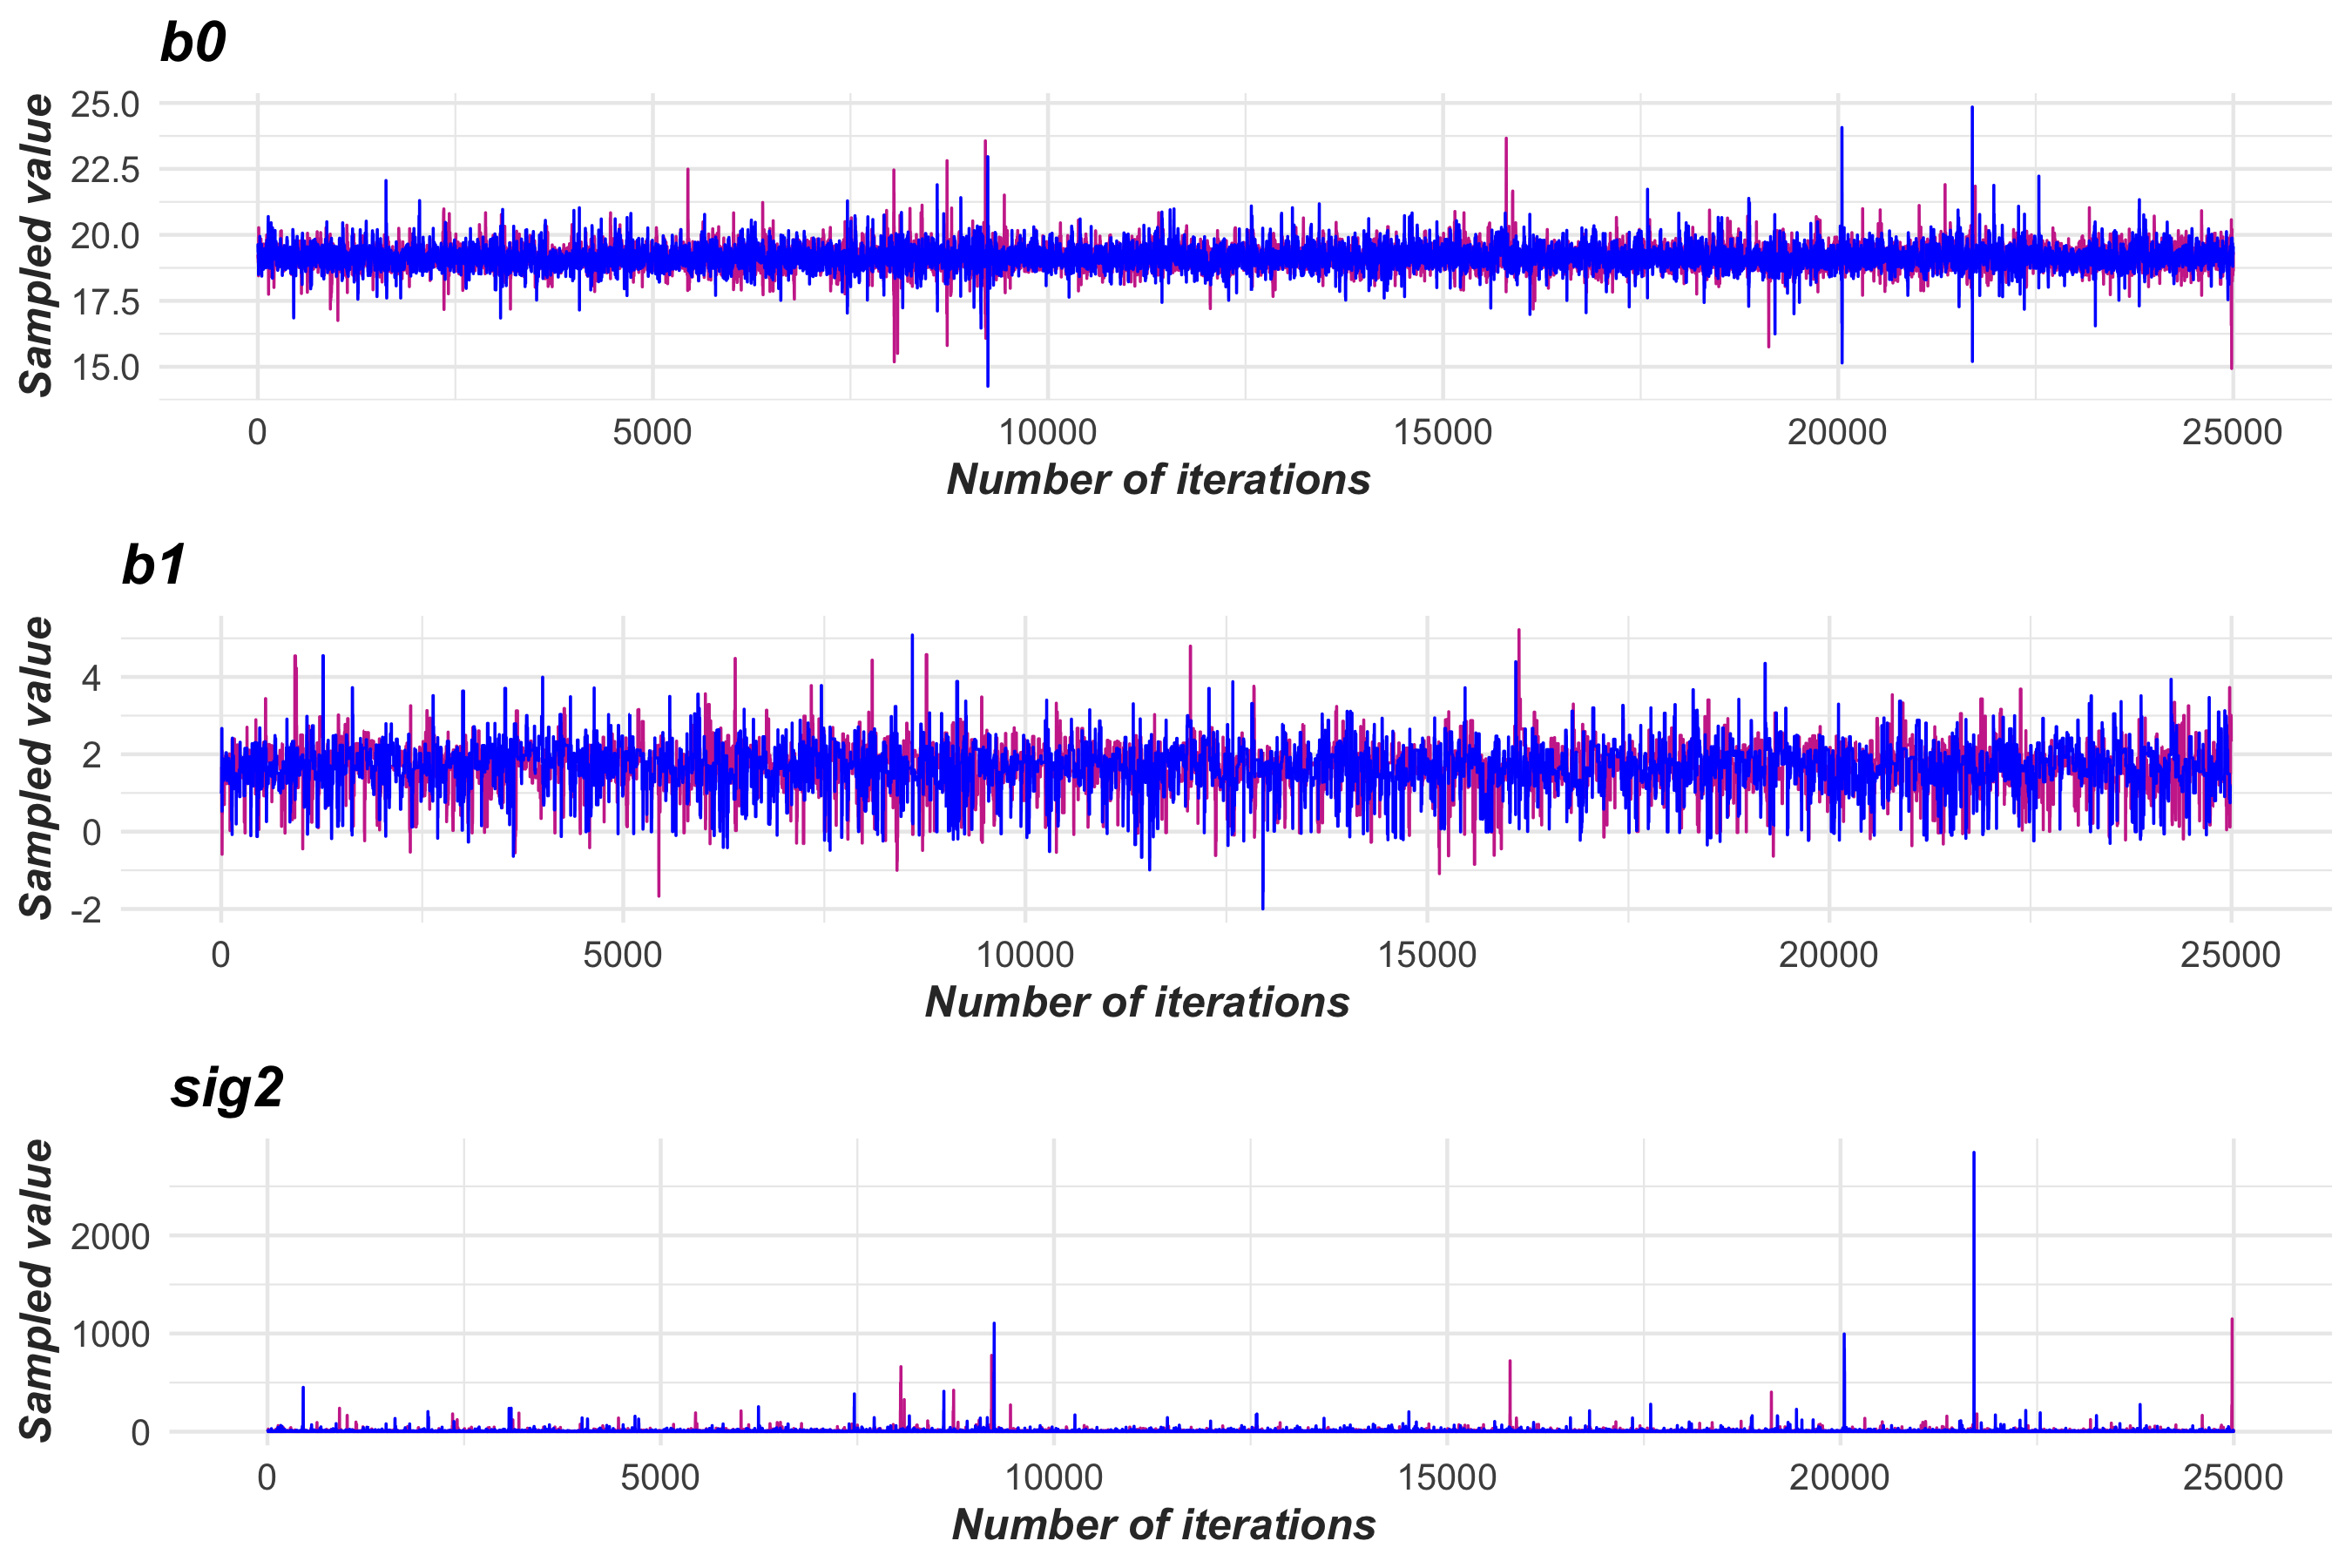 b0
Sampled value
25.0
22.5
20.0
17.5
15.0
0 5000 10000 15000 20000 25000
Number of iterations
b1
Sampled value
4
2
0
-2
0 5000 10000 15000 20000 25000
Number of iterations
sig2
Sampled value
2000
1000
0
0 5000 10000 15000 20000 25000
Number of iterations